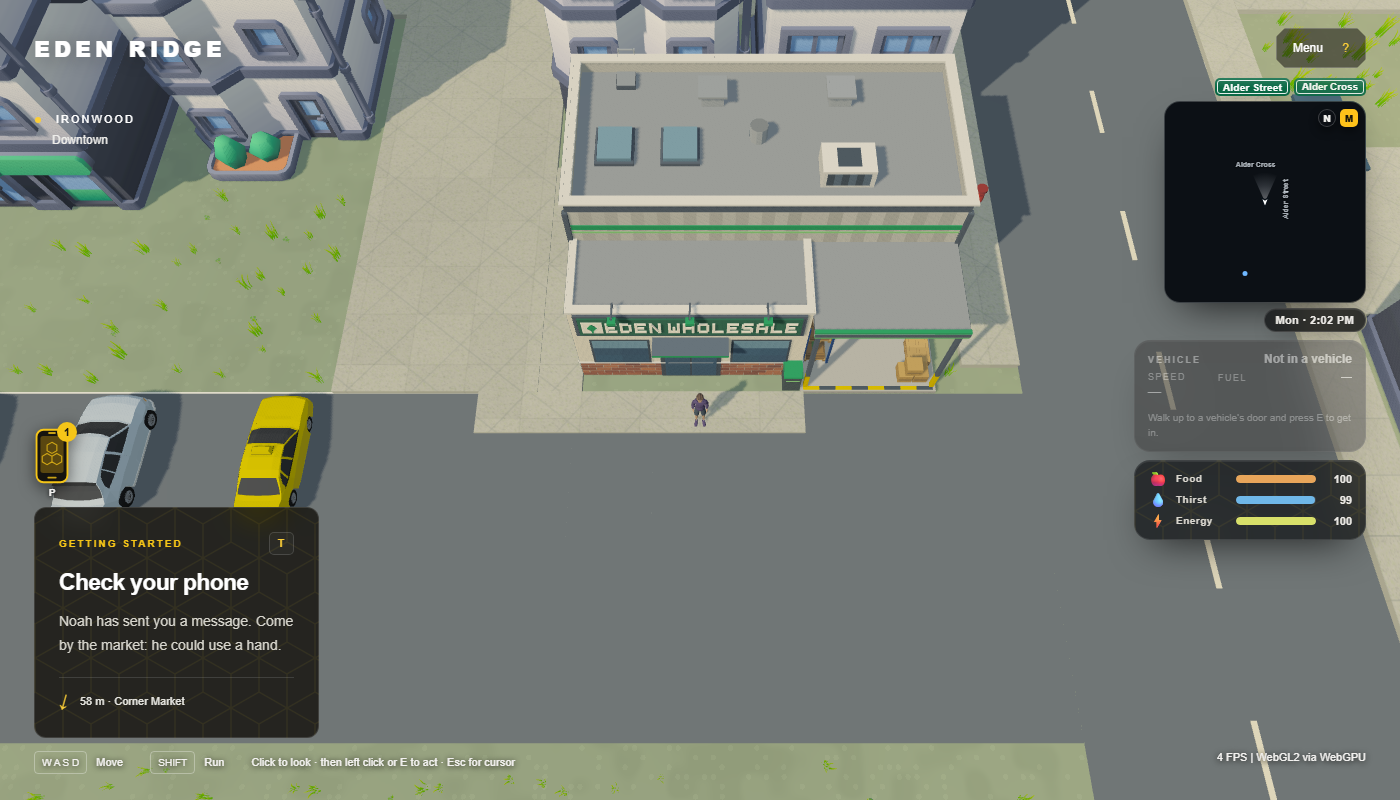 EDEN RIDGE
IRONWOOD
Downtown
Menu ?
Alder Street
Alder Cross
N M
Alder Cross
Alder Street
Mon · 2:02 PM
VEHICLE Not in a vehicle
SPEED FUEL —
—
Walk up to a vehicle's door and press E to get in.
Food 100
Thirst 99
Energy 100
EDEN WHOLESALE
1
P
GETTING STARTED T
Check your phone
Noah has sent you a message. Come
by the market: he could use a hand.
58 m · Corner Market
WASD Move SHIFT Run Click to look · then left click or E to act · Esc for cursor
4 FPS | WebGL2 via WebGPU